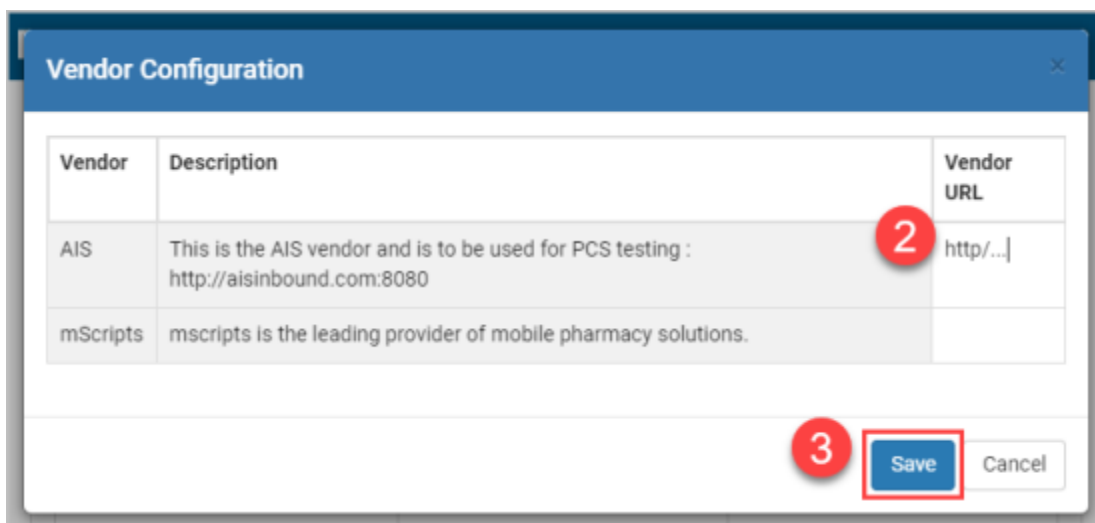 Vendor Configuration
×
Vendor Description Vendor
URL
AIS This is the AIS vendor and is to be used for PCS testing : 2 http/...
http://aisinbound.com:8080
mScripts mscripts is the leading provider of mobile pharmacy solutions.
3 Save Cancel